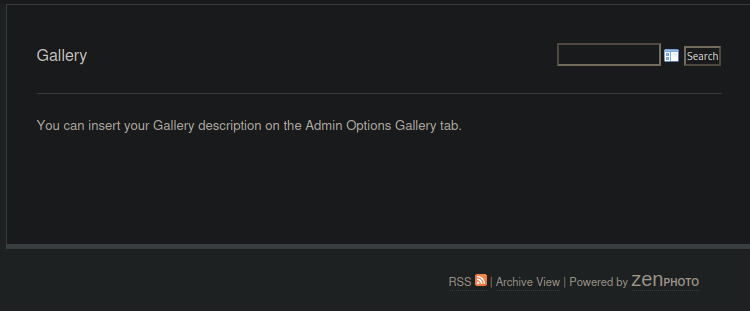 Gallery
Search
You can insert your Gallery description on the Admin Options Gallery tab.
RSS | Archive View | Powered by zenPHOTO